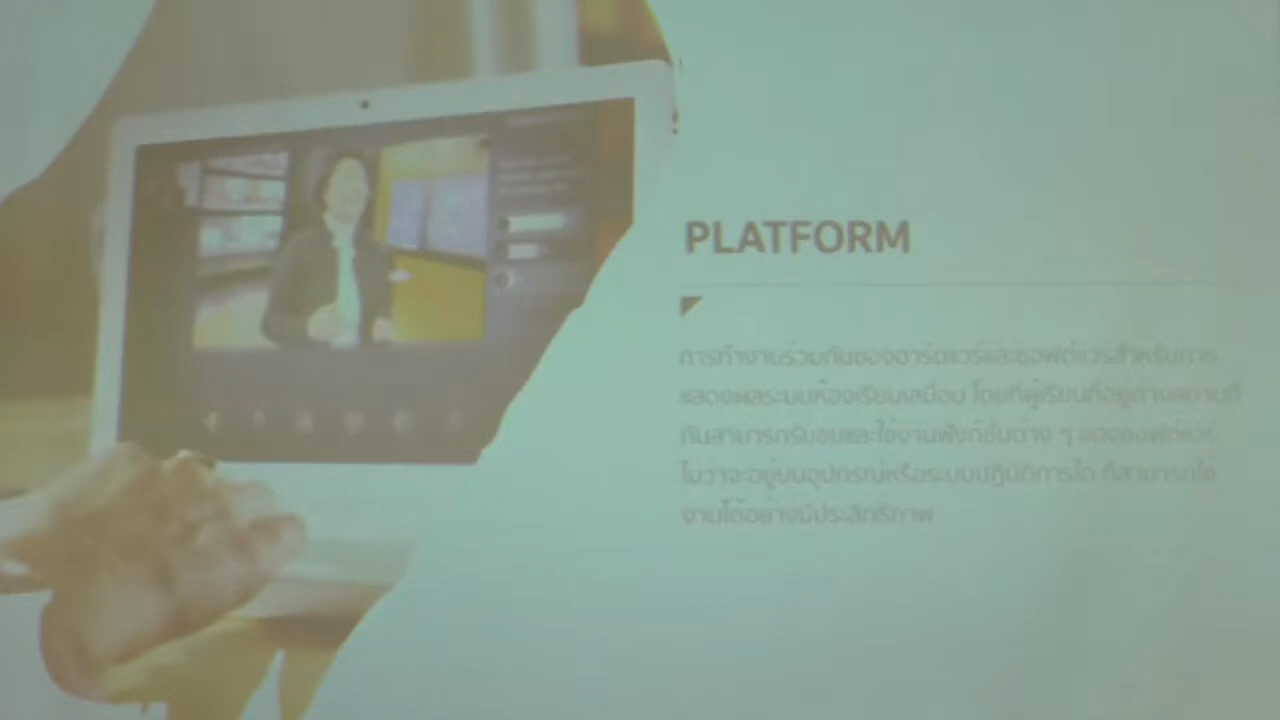 PLATFORM
การทำงานร่วมกันของฮาร์ดแวร์และซอฟต์แวร์สำหรับการ
แสดงผลระบบห้องเรียนเสมือน โดยที่ผู้เรียนที่อยู่ต่างสถานที่
กันสามารถรับชมและใช้งานฟังก์ชันต่าง ๆ ของซอฟต์แวร์
ไม่ว่าจะอยู่บนอุปกรณ์หรือระบบปฏิบัติการใด ก็สามารถใช้
งานได้อย่างมีประสิทธิภาพ